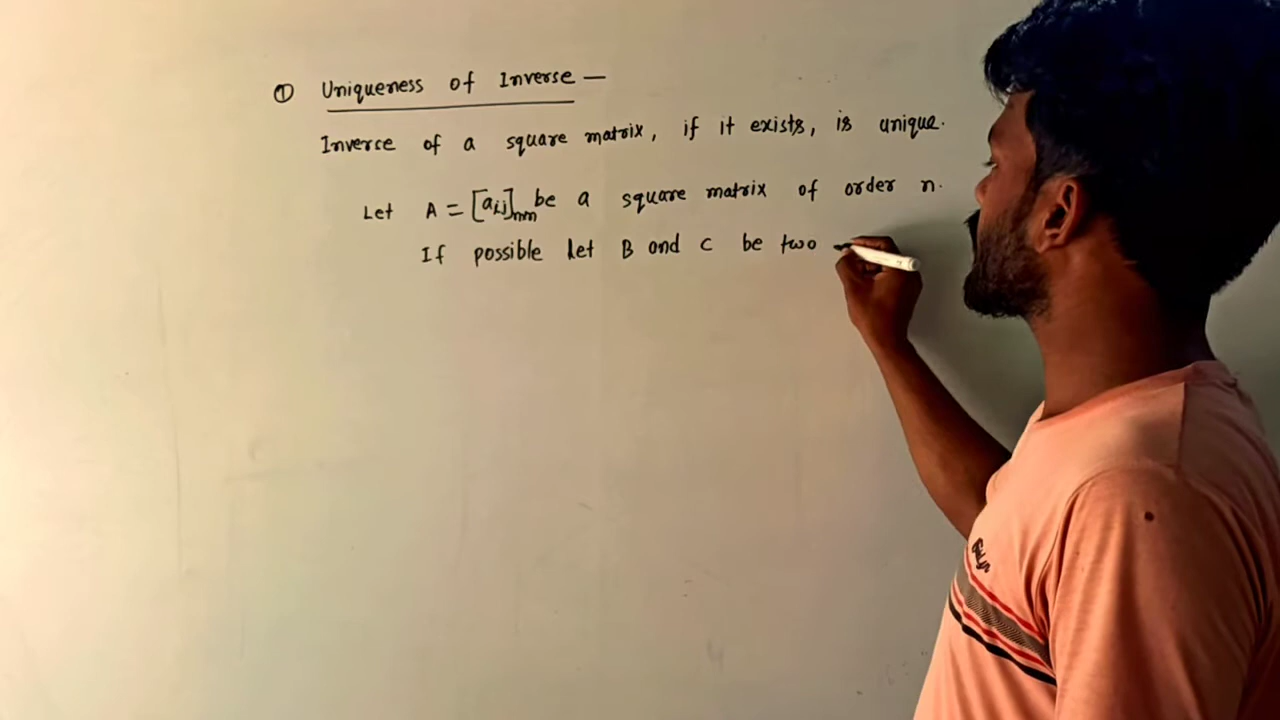 ① Uniqueness of Inverse —
Inverse of a square matrix, if it exists, is unique.
Let A = [aij]nxn be a square matrix of order n.
If possible let B and C be two